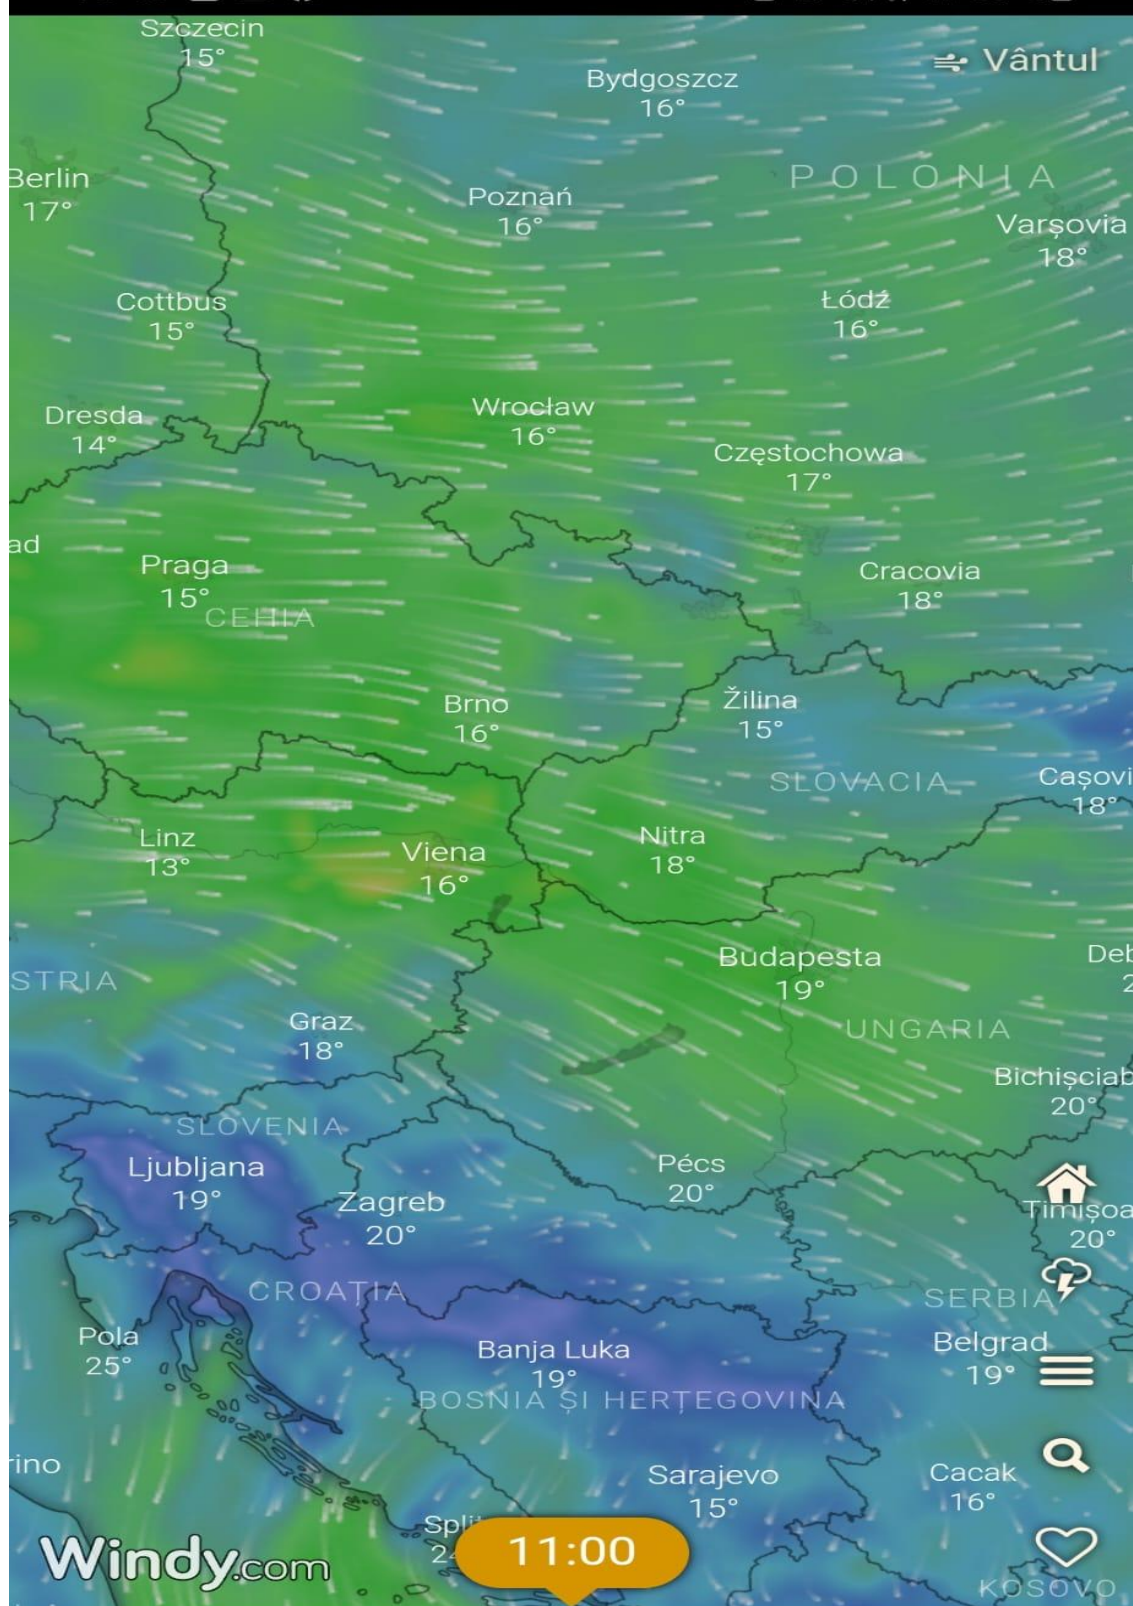 Szczecin
15°
Vântul
Bydgoszcz
16°
POLONIA
Berlin
17°
Poznań
16°
Varșovia
18°
Cottbus
15°
Łódź
16°
Dresda
14°
Wrocław
16°
Częstochowa
17°
ad
Praga
15°
CEHIA
Cracovia
18°
Brno
16°
Žilina
15°
SLOVACIA
Cașovi
18°
Linz
13°
Viena
16°
Nitra
18°
STRIA
Budapesta
19°
Deb
2
Graz
18°
UNGARIA
Bichișciab
20°
SLOVENIA
Ljubljana
19°
Pécs
20°
Zagreb
20°
Timișoa
20°
CROAȚIA
SERBIA
Pola
25°
Banja Luka
19°
Belgrad
19°
BOSNIA ȘI HERȚEGOVINA
rino
Sarajevo
15°
Cacak
16°
Split
2
11:00
Windy.com
KOSOVO